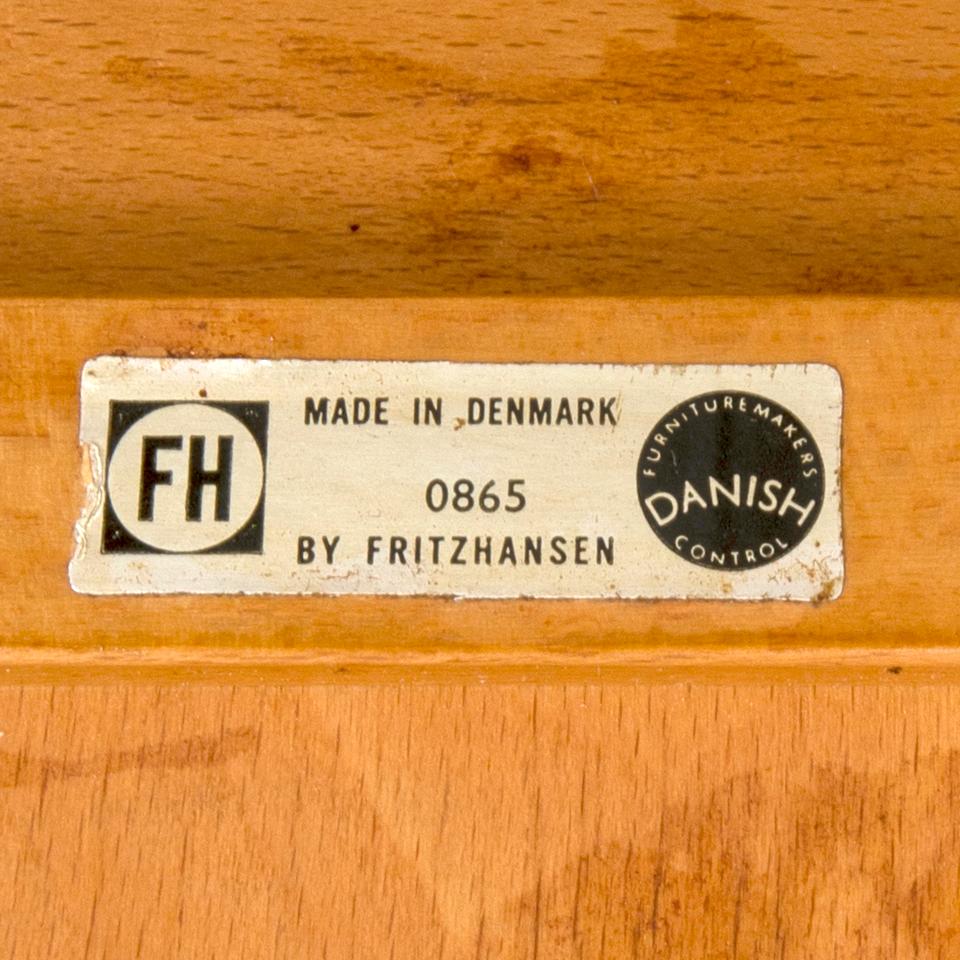 FH
MADE IN DENMARK
0865
BY FRITZHANSEN
FURNITUREMAKERS
DANISH
CONTROL